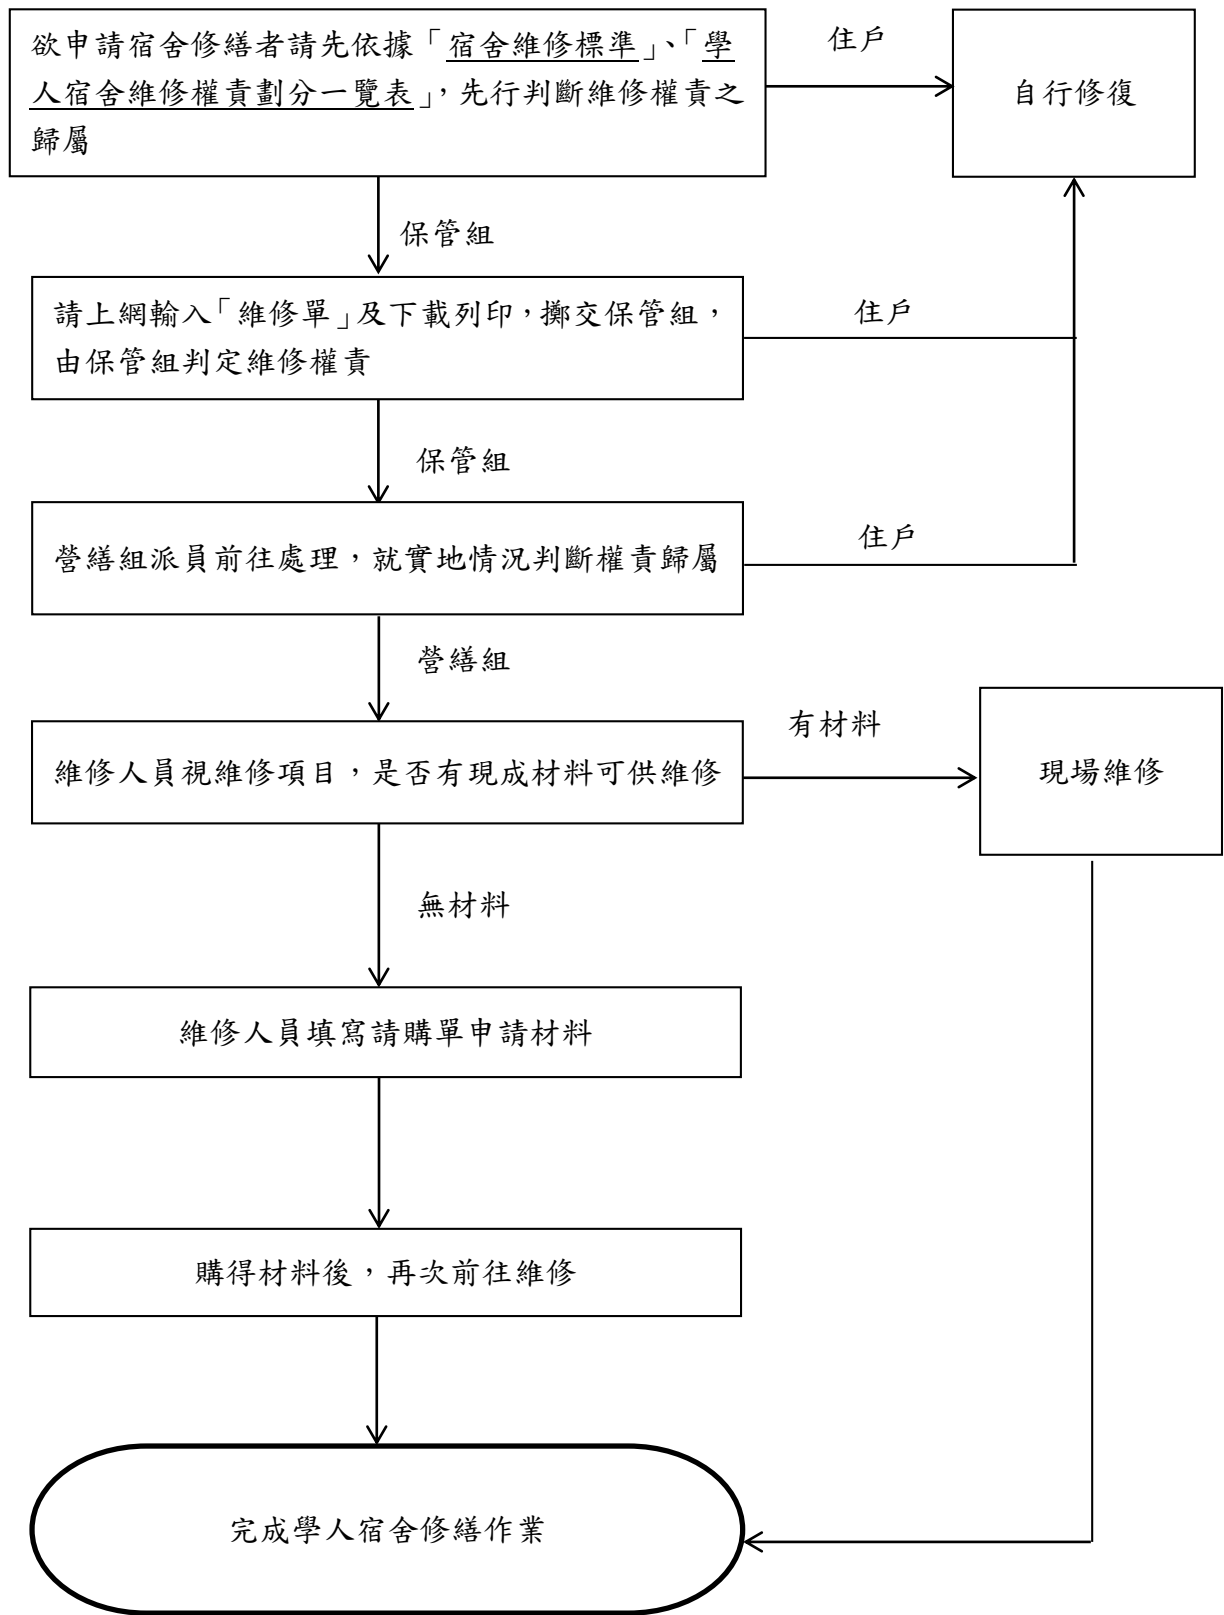 欲申請宿舍修繕者請先依據「宿舍維修標準」、「學
人宿舍維修權責劃分一覽表」，先行判斷維修權責之
歸屬
住戶
自行修復
保管組
請上網輸入「維修單」及下載列印，擲交保管組，
由保管組判定維修權責
住戶
保管組
營繕組派員前往處理，就實地情況判斷權責歸屬
住戶
營繕組
維修人員視維修項目，是否有現成材料可供維修
有材料
現場維修
無材料
維修人員填寫請購單申請材料
購得材料後，再次前往維修
完成學人宿舍修繕作業